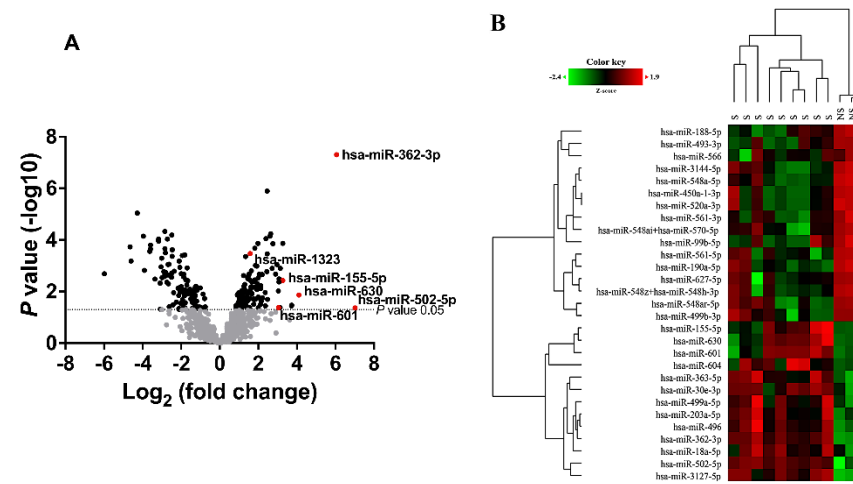 A
P value (-log10)
8
6
4
2
0
-8 -6 -4 -2 0 2 4 6 8
Log2 (fold change)
hsa-miR-362-3p
hsa-miR-1323
hsa-miR-155-5p
hsa-miR-630
hsa-miR-502-5p
P value 0.05
hsa-miR-601
B
Color key
-2.4 1.9
Z-score
S S S S S S S S S NS NS
hsa-miR-188-5p
hsa-miR-493-3p
hsa-miR-566
hsa-miR-3144-5p
hsa-miR-548a-5p
hsa-miR-450a-1-3p
hsa-miR-520a-3p
hsa-miR-561-3p
hsa-miR-548ai+hsa-miR-570-5p
hsa-miR-99b-5p
hsa-miR-561-5p
hsa-miR-190a-5p
hsa-miR-627-5p
hsa-miR-548z+hsa-miR-548h-3p
hsa-miR-548ar-5p
hsa-miR-499b-3p
hsa-miR-155-5p
hsa-miR-630
hsa-miR-601
hsa-miR-604
hsa-miR-363-5p
hsa-miR-30e-3p
hsa-miR-499a-5p
hsa-miR-203a-5p
hsa-miR-496
hsa-miR-362-3p
hsa-miR-18a-5p
hsa-miR-502-5p
hsa-miR-3127-5p